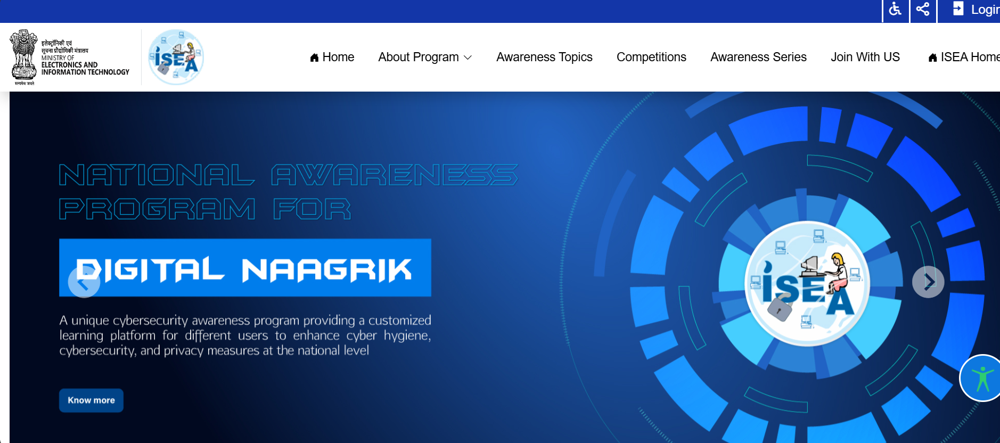 Login
इलेक्ट्रॉनिकी एवं
सूचना प्रौद्योगिकी मंत्रालय
MINISTRY OF
ELECTRONICS AND
INFORMATION TECHNOLOGY
सत्यमेव जयते
iSEA
Home
About Program
Awareness Topics
Competitions
Awareness Series
Join With US
ISEA Home
NATIONAL AWARENESS
PROGRAM FOR
DIGITAL NAAGRIK
A unique cybersecurity awareness program providing a customized
learning platform for different users to enhance cyber hygiene,
cybersecurity, and privacy measures at the national level
Know more
iSEA